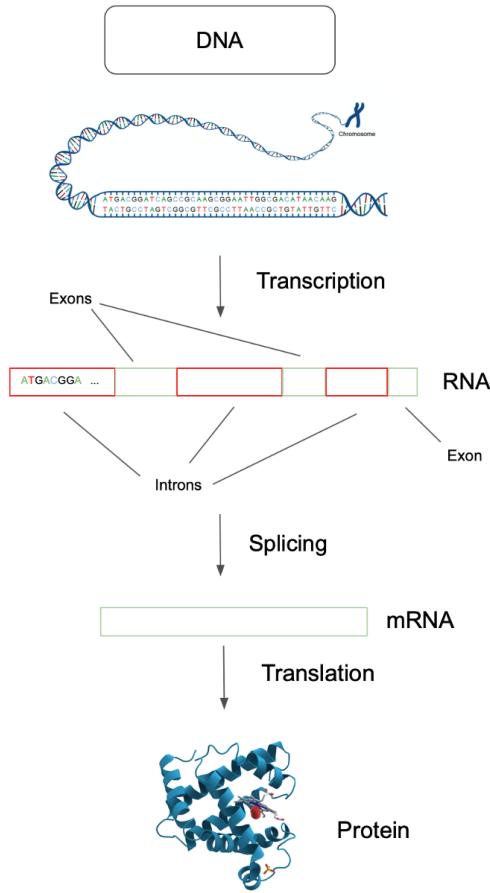 DNA
Chromosome
ATGACGGATCAGCCGCAAGCGGAATTGGCGACATAACAAG
TACTGCCTAGTCGGCGTTCGCCTTAACCGCTGTATTGTTC
Transcription
Exons
ATGACGGA ...
RNA
Exon
Introns
Splicing
mRNA
Translation
Protein